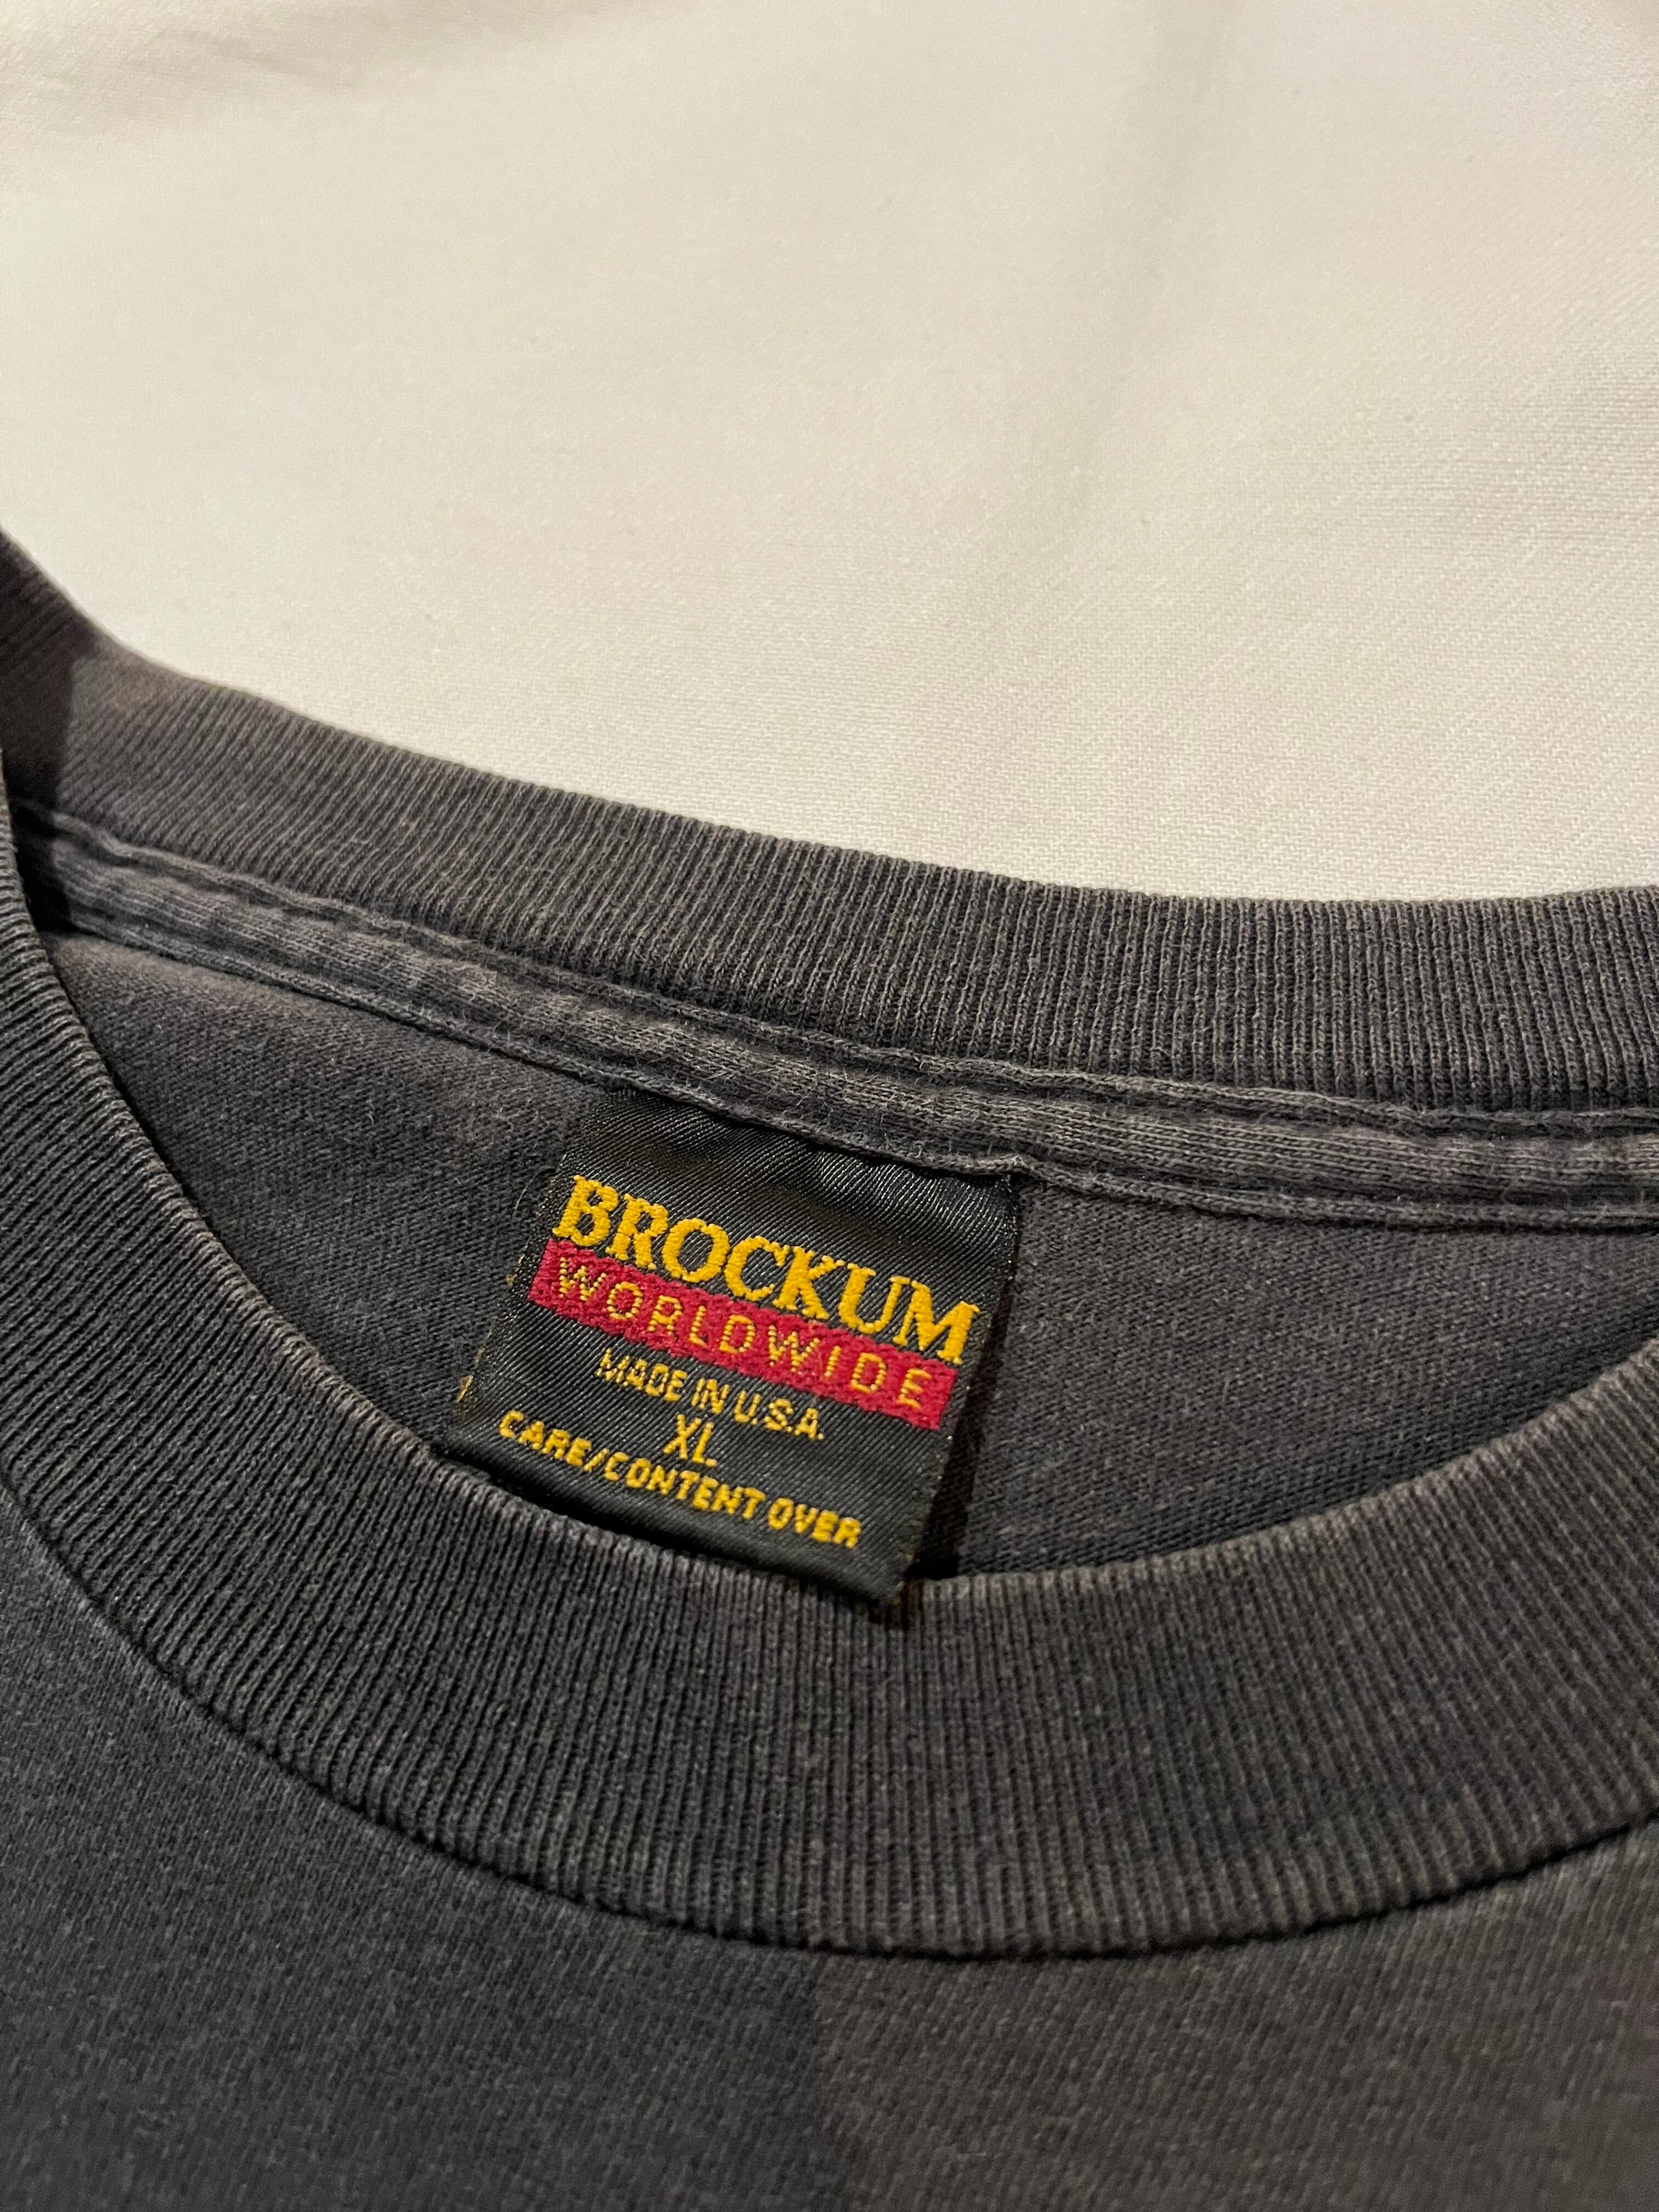 BROCKUM
WORLDWIDE
MADE IN U.S.A.
XL
CARE/CONTENT OVER